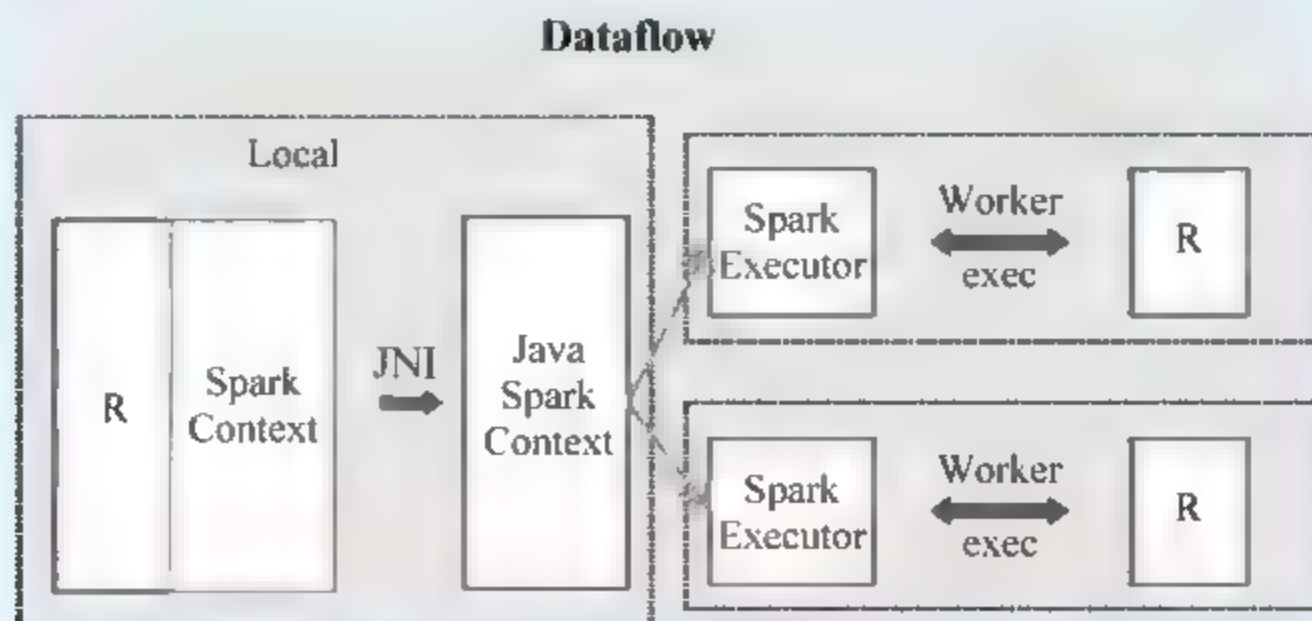 Dataflow
Local
R
Spark
Context
JNI
Java
Spark
Context
Spark
Executor
Worker
exec
R
Spark
Executor
Worker
exec
R